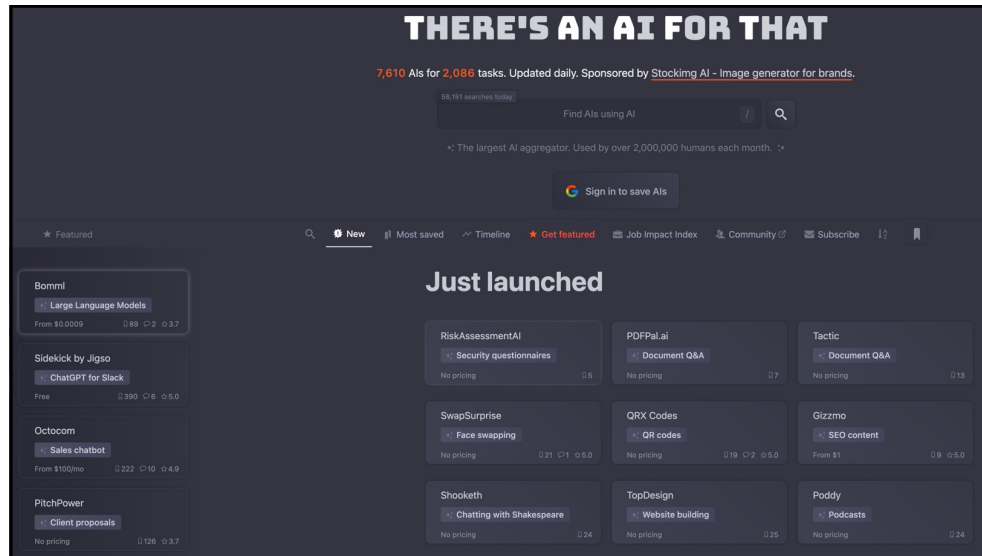 THERE'S AN AI FOR THAT
7,610 AIs for 2,086 tasks. Updated daily. Sponsored by Stockimg AI - Image generator for brands.
56,151 searches today
Find AIs using AI /
The largest AI aggregator. Used by over 2,000,000 humans each month.
Sign in to save AIs
Featured
New Most saved Timeline Get featured Job Impact Index Community Subscribe
Bomml
Large Language Models
From $0.0009 89 2 3.7
Sidekick by Jigso
ChatGPT for Slack
Free 390 6 5.0
Octocom
Sales chatbot
From $100/mo 222 10 4.9
PitchPower
Client proposals
No pricing 126 3.7
Just launched
RiskAssessmentAI
Security questionnaires
No pricing 5
PDFPal.ai
Document Q&A
No pricing 7
Tactic
Document Q&A
No pricing 13
SwapSurprise
Face swapping
No pricing 21 1 5.0
QRX Codes
QR codes
No pricing 19 2 5.0
Gizzmo
SEO content
From $1 9 5.0
Shooketh
Chatting with Shakespeare
No pricing 24
TopDesign
Website building
No pricing 25
Poddy
Podcasts
No pricing 24